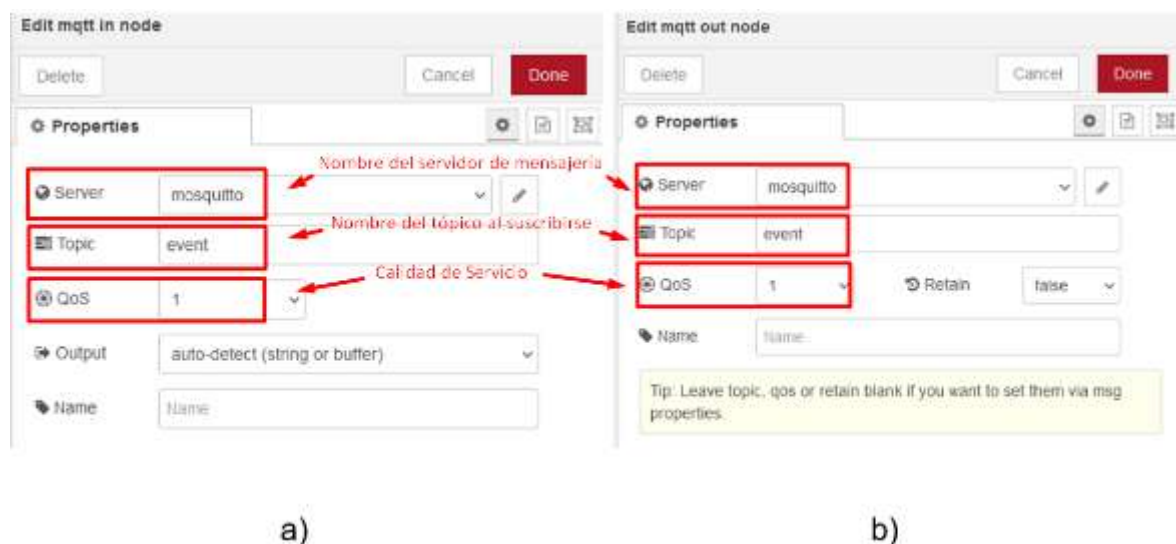 Edit mqtt in node
Delete
Cancel
Done
Properties
Server
mosquitto
Topic
event
QoS
1
Output
auto-detect (string or buffer)
Name
Name
Nombre del servidor de mensajería
Nombre del tópico al suscribirse
Calidad de Servicio
Edit mqtt out node
Delete
Cancel
Done
Properties
Server
mosquitto
Topic
event
QoS
1
Retain
false
Name
Name
Tip: Leave topic, qos or retain blank if you want to set them via msg
properties.
a)
b)